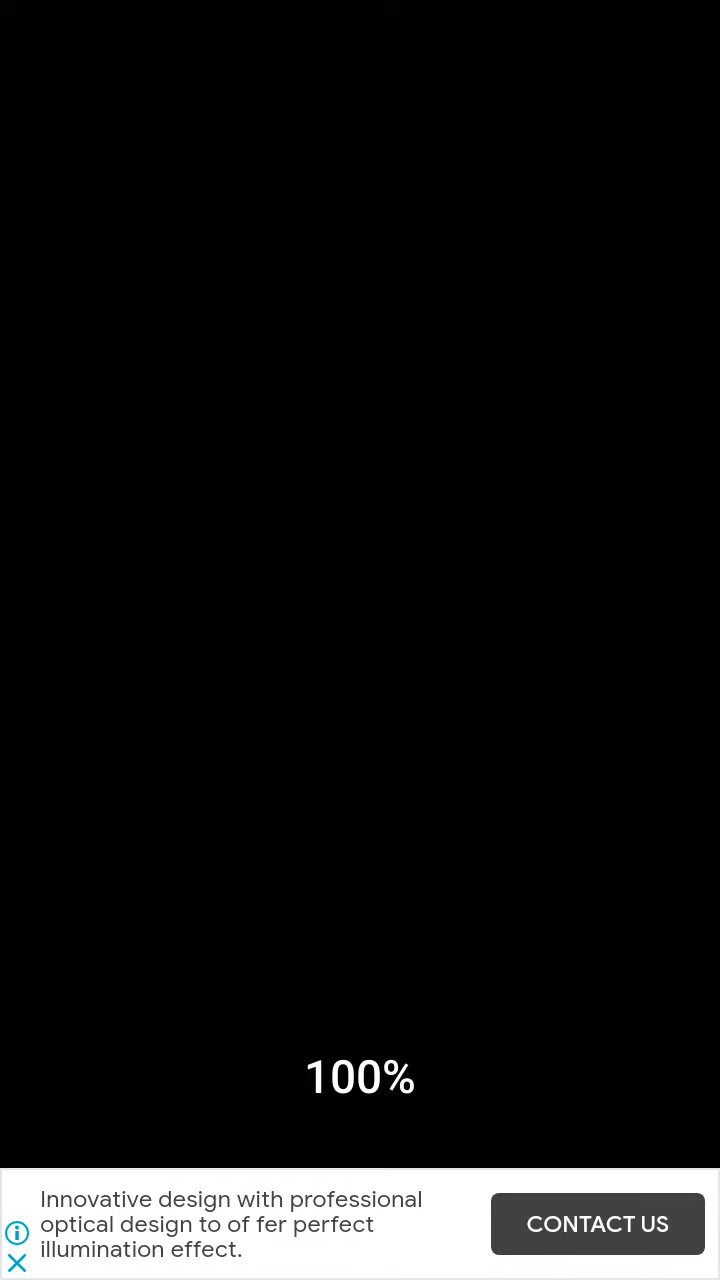 100%
Innovative design with professional
optical design to of fer perfect
illumination effect.
CONTACT US